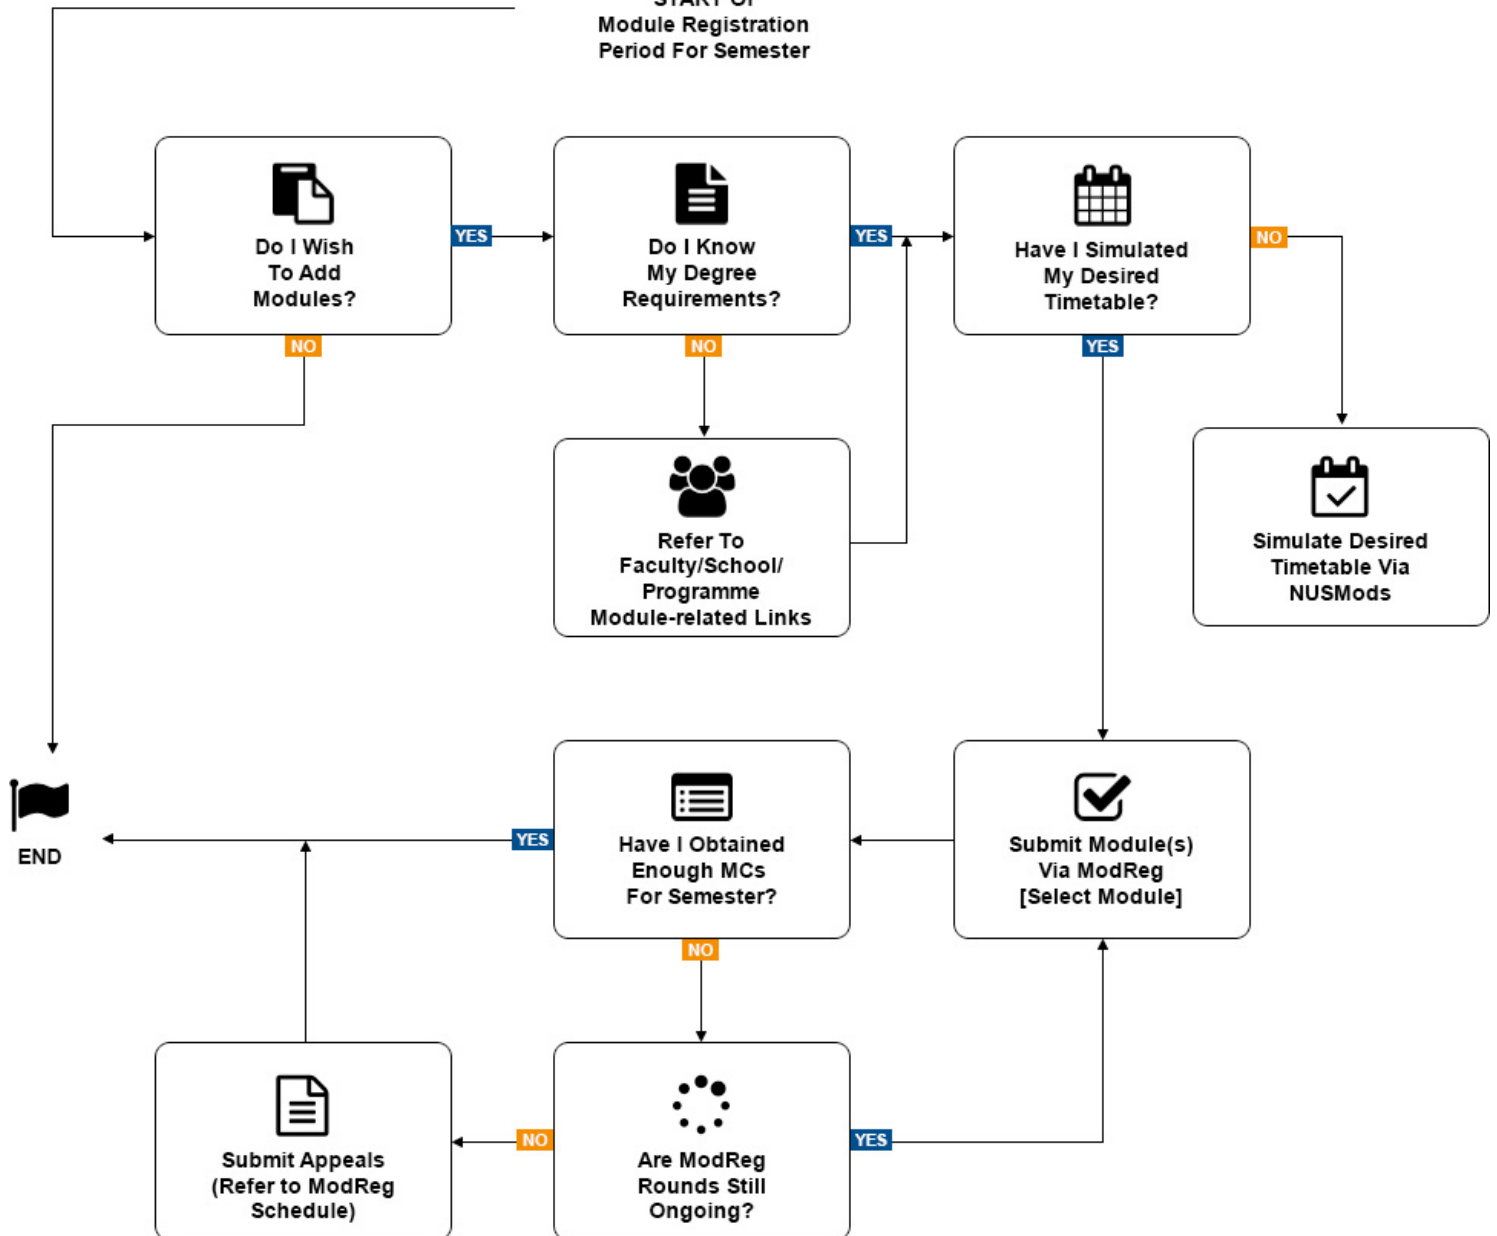 START OF
Module Registration
Period For Semester
Do I Wish
To Add
Modules?
YES
Do I Know
My Degree
Requirements?
YES
Have I Simulated
My Desired
Timetable?
NO
NO
NO
YES
Refer To
Faculty/School/
Programme
Module-related Links
Simulate Desired
Timetable Via
NUSMods
END
YES
Have I Obtained
Enough MCs
For Semester?
Submit Module(s)
Via ModReg
[Select Module]
NO
Submit Appeals
(Refer to ModReg
Schedule)
NO
Are ModReg
Rounds Still
Ongoing?
YES